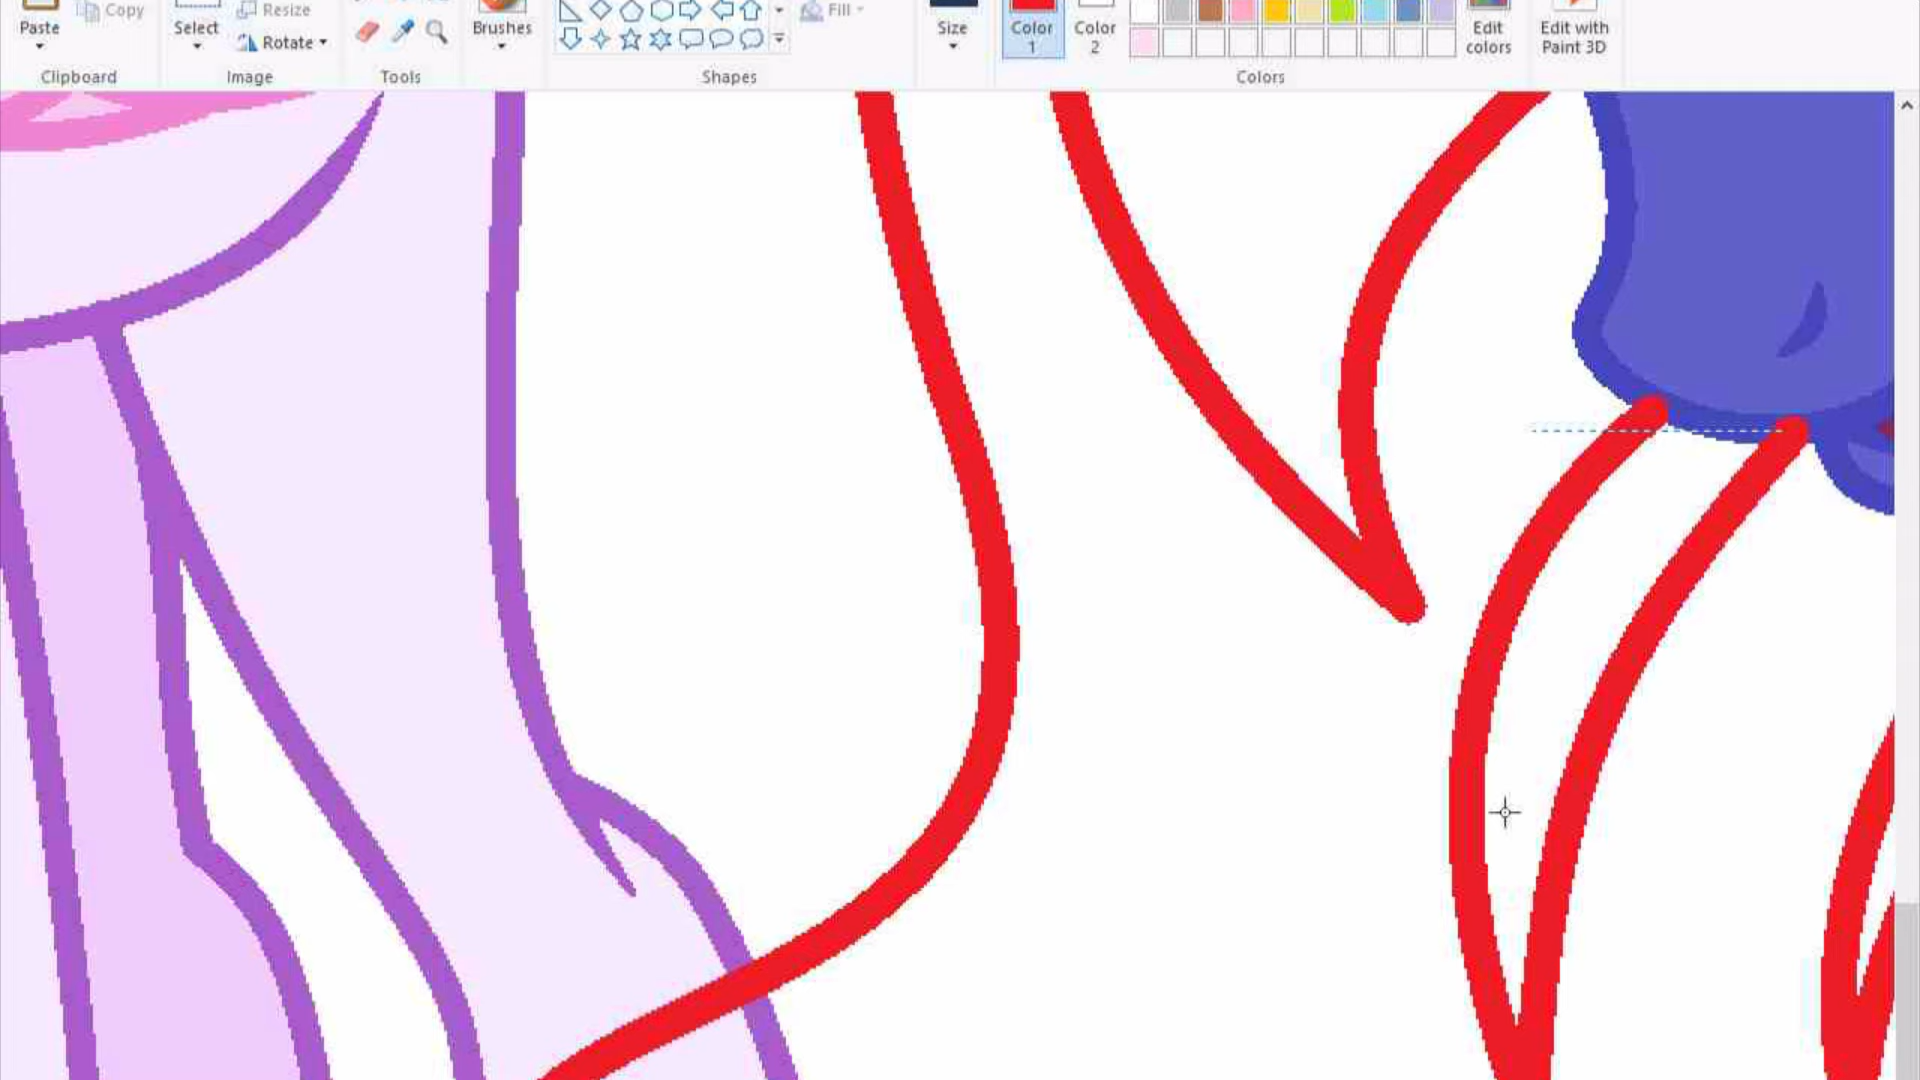 Paste
Copy
Clipboard
Select
Resize
Rotate
Image
Tools
Brushes
Fill
Shapes
Size
Color
1
Color
2
Edit
colors
Colors
Edit with
Paint 3D